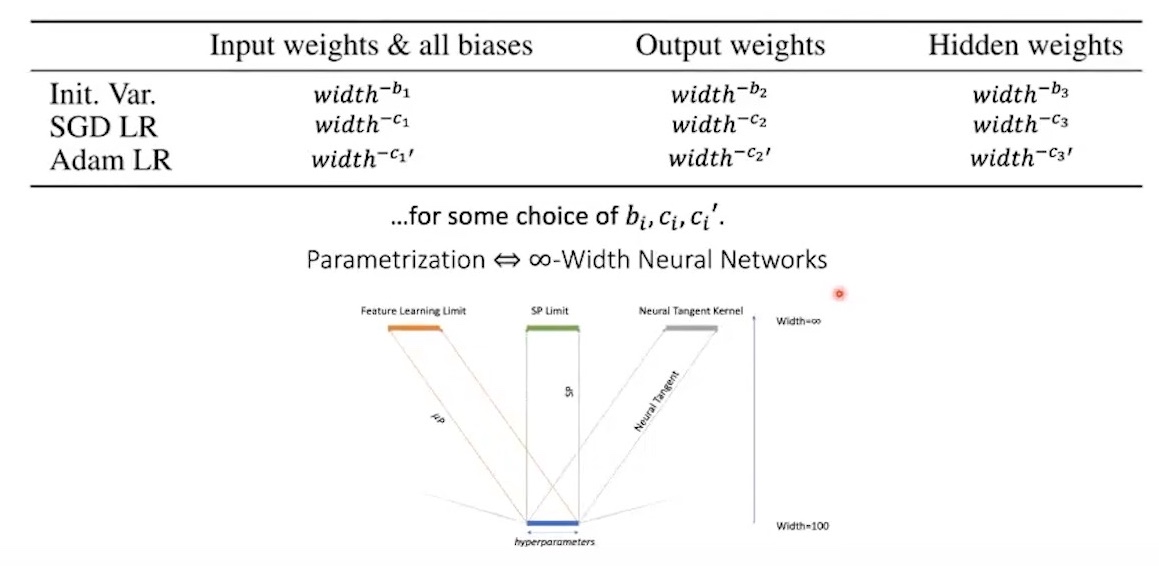 Input weights & all biases Output weights Hidden weights
Init. Var. width^{-b_1} width^{-b_2} width^{-b_3}
SGD LR width^{-c_1} width^{-c_2} width^{-c_3}
Adam LR width^{-c_1'} width^{-c_2'} width^{-c_3'}
...for some choice of b_i, c_i, c_i'.
Parametrization ⇔ ∞-Width Neural Networks
Feature Learning Limit SP Limit Neural Tangent Kernel
Width=∞
μP SP Neural Tangent
Width=100
hyperparameters